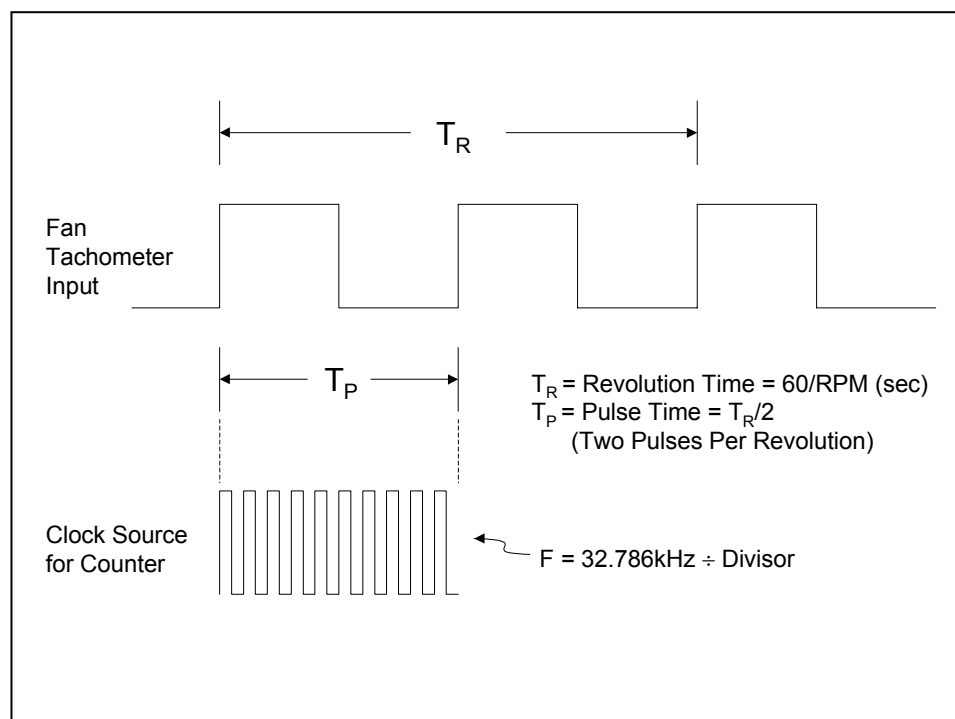 T_R
Fan
Tachometer
Input
T_P
T_R = Revolution Time = 60/RPM (sec)
T_P = Pulse Time = T_R/2
(Two Pulses Per Revolution)
Clock Source
for Counter
F = 32.786kHz ÷ Divisor